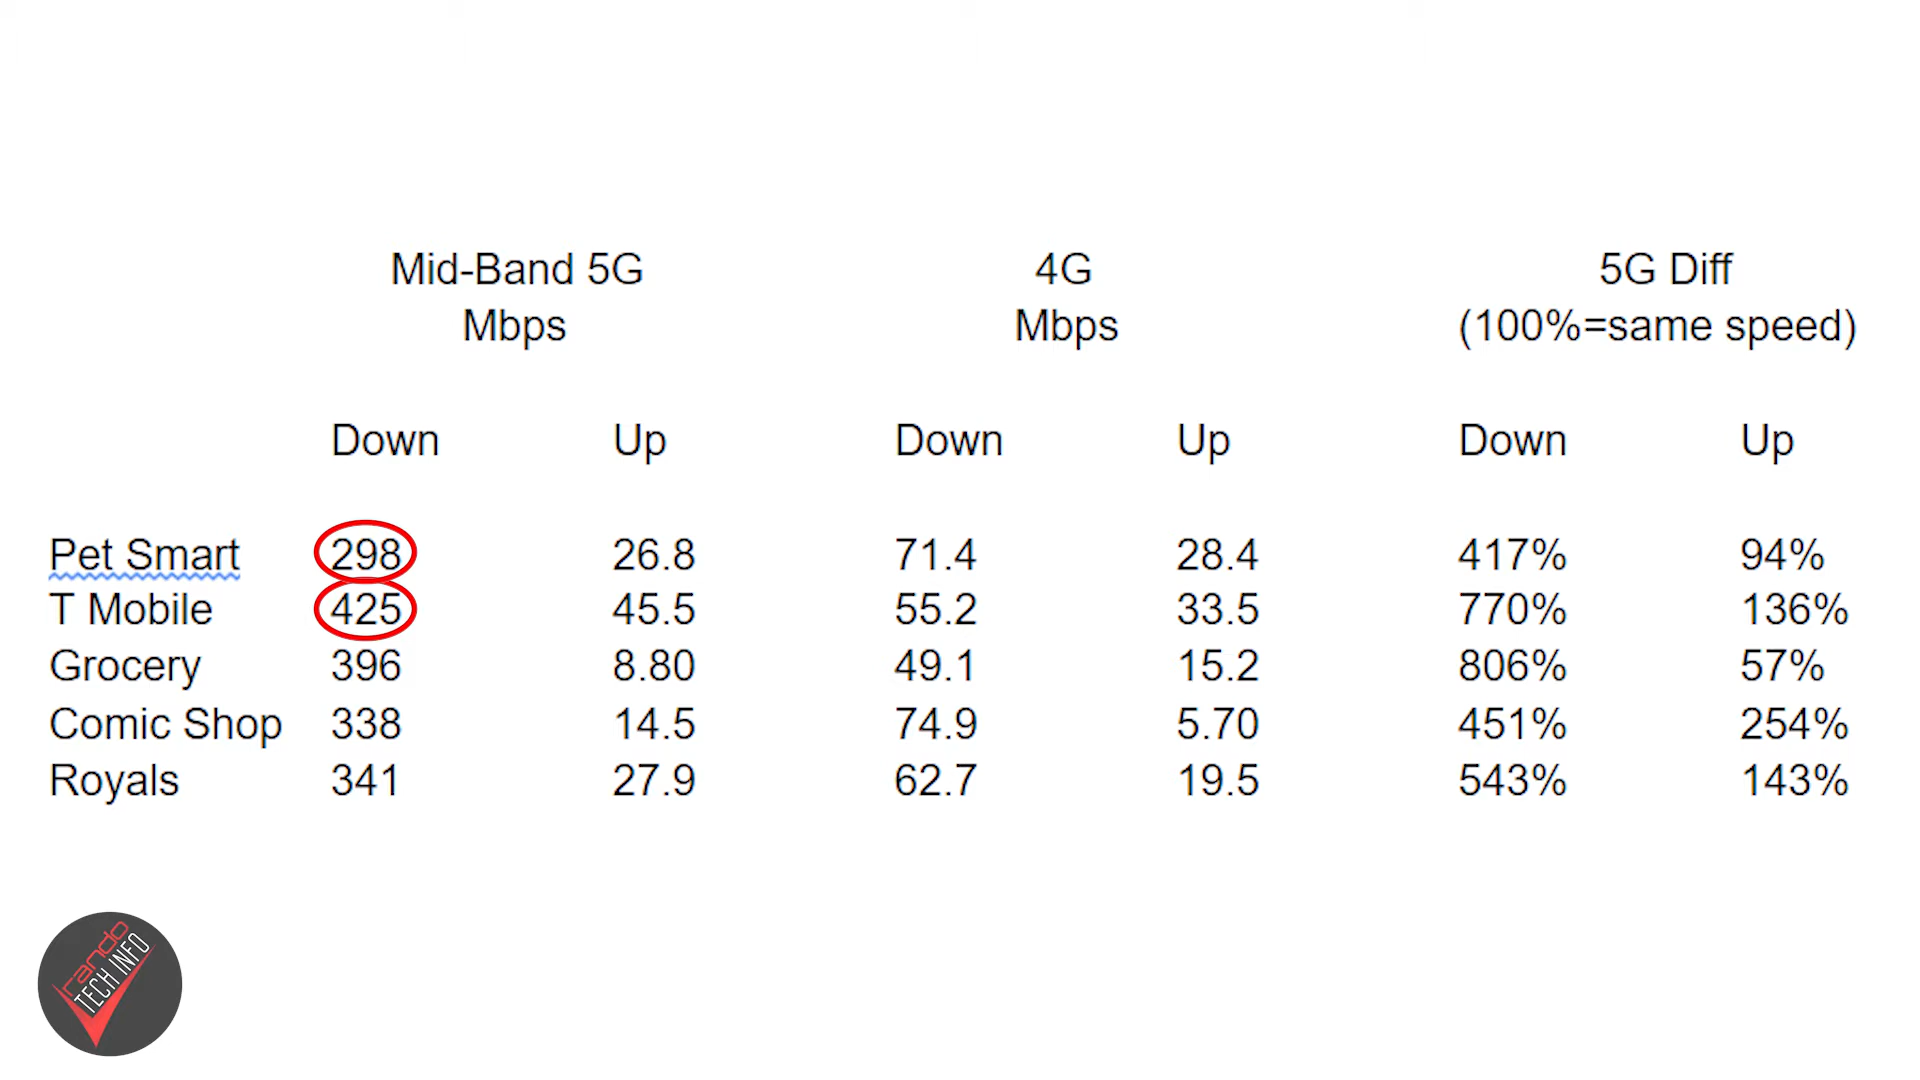 Mid-Band 5G 4G 5G Diff
Mbps Mbps (100%=same speed)
Down Up Down Up Down Up
Pet Smart 298 26.8 71.4 28.4 417% 94%
T Mobile 425 45.5 55.2 33.5 770% 136%
Grocery 396 8.80 49.1 15.2 806% 57%
Comic Shop 338 14.5 74.9 5.70 451% 254%
Royals 341 27.9 62.7 19.5 543% 143%
rando
TECH INFO